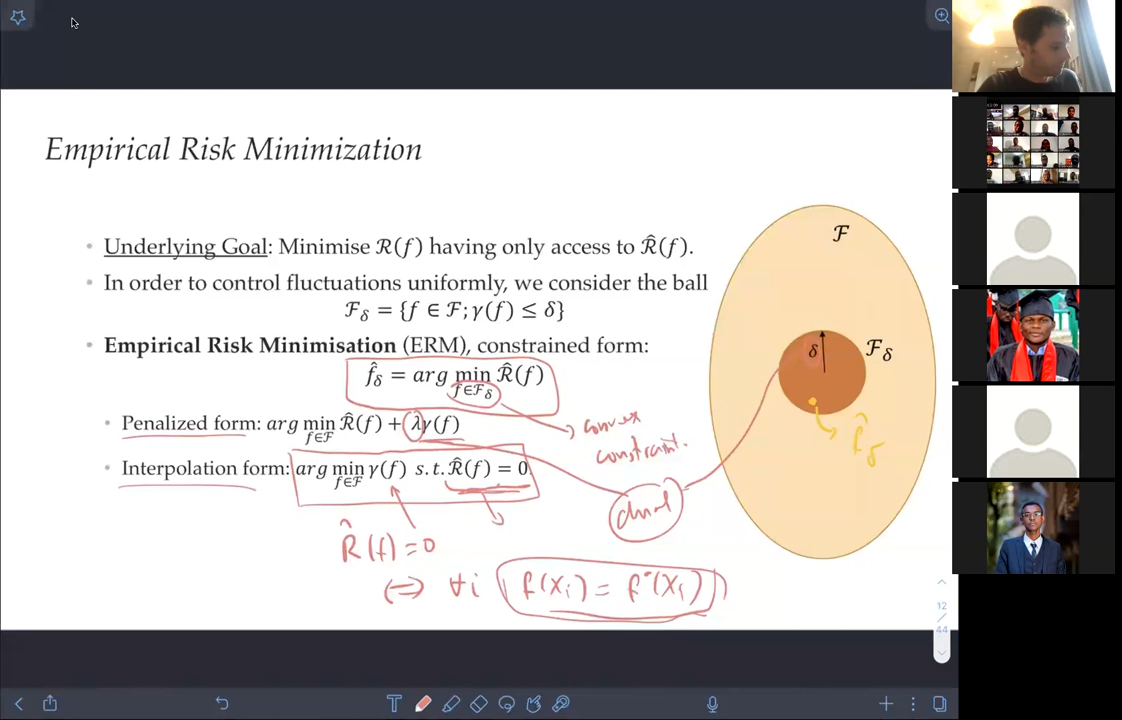 Empirical Risk Minimization
• Underlying Goal: Minimise ℛ(f) having only access to ℛ̂(f).
• In order to control fluctuations uniformly, we consider the ball
ℱ_δ = {f ∈ ℱ; γ(f) ≤ δ}
• Empirical Risk Minimisation (ERM), constrained form:
f̂_δ = arg min_{f∈ℱ_δ} ℛ̂(f)
• Penalized form: arg min_{f∈ℱ} ℛ̂(f) + λγ(f)
• Interpolation form: arg min_{f∈ℱ} γ(f) s.t. ℛ̂(f) = 0
convex
constraint.
dual
R̂(f) = 0
⇔ ∀i f(x_i) = f*(x_i)
ℱ
δ
ℱ_δ
f̂_δ
12
/
44
T